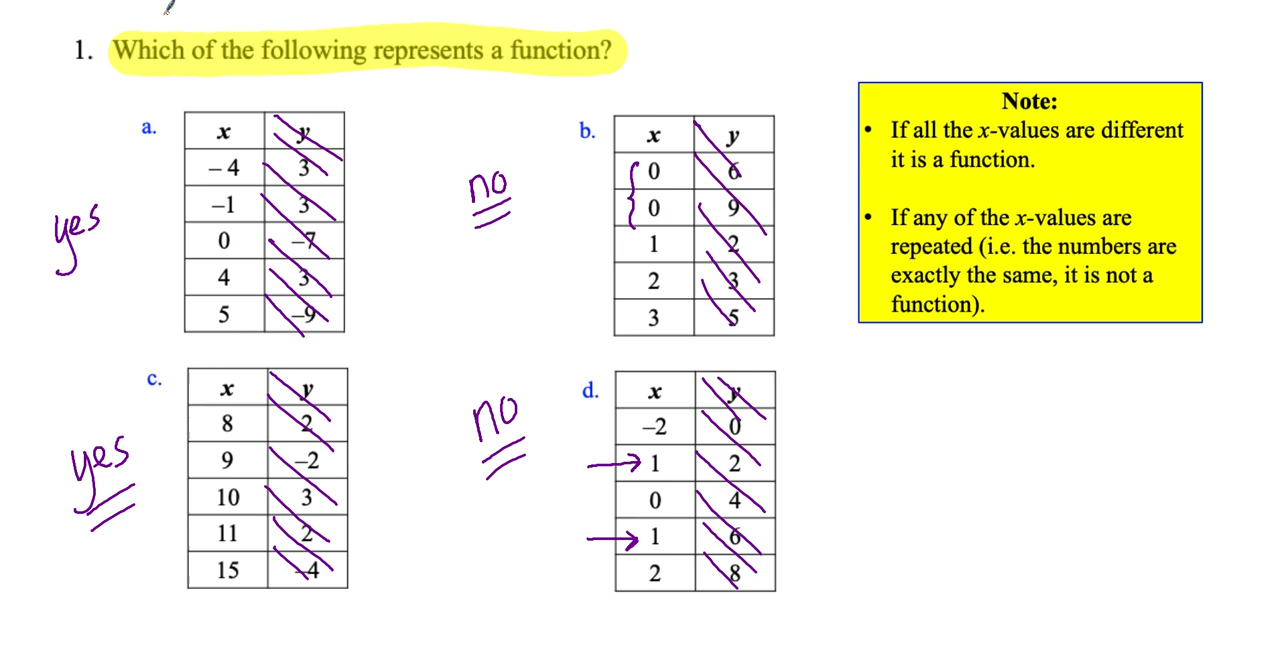 1. Which of the following represents a function?
a.
x y
−4 3
−1 3
0 −7
4 3
5 −9
yes
b.
x y
0 6
0 9
1 2
2 3
3 5
no
Note:
• If all the x-values are different
it is a function.
• If any of the x-values are
repeated (i.e. the numbers are
exactly the same, it is not a
function).
c.
x y
8 2
9 −2
10 3
11 2
15 −4
yes
d.
x y
−2 0
1 2
0 4
1 6
2 8
no